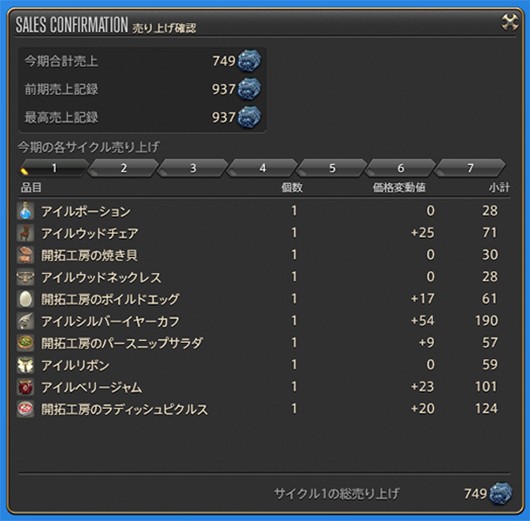 SALES CONFIRMATION 売り上げ確認
今期合計売上 749
前期売上記録 937
最高売上記録 937
今期の各サイクル売り上げ
1 2 3 4 5 6 7
品目 個数 価格変動値 小計
アイルポーション 1 0 28
アイルウッドチェア 1 +25 71
開拓工房の焼き貝 1 0 30
アイルウッドネックレス 1 0 28
開拓工房のボイルドエッグ 1 +17 61
アイルシルバーイヤーカフ 1 +54 190
開拓工房のパースニップサラダ 1 +9 57
アイルリボン 1 0 59
アイルベリージャム 1 +23 101
開拓工房のラディッシュピクルス 1 +20 124
サイクル1の総売り上げ 749